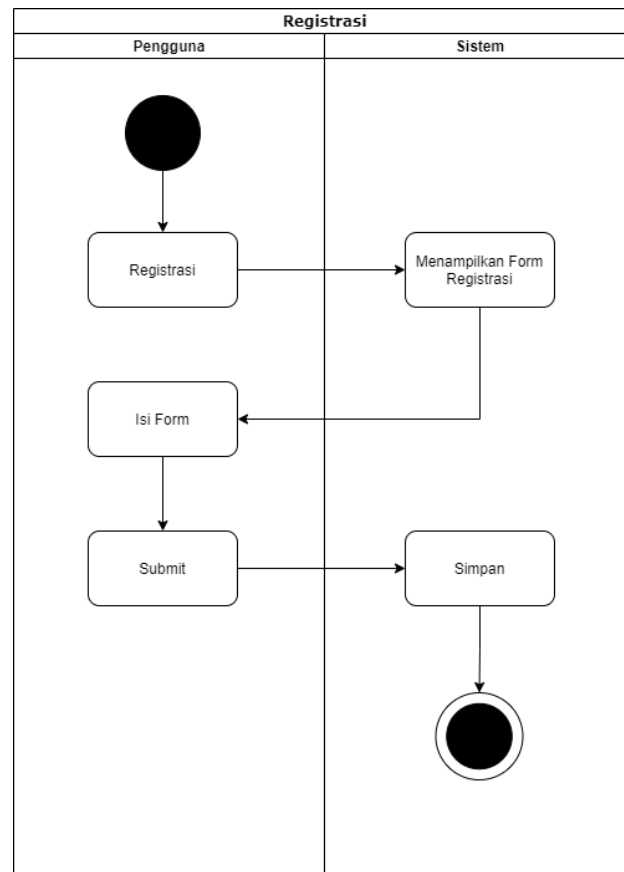 Registrasi
Pengguna
Sistem
Registrasi
Menampilkan Form
Registrasi
Isi Form
Submit
Simpan